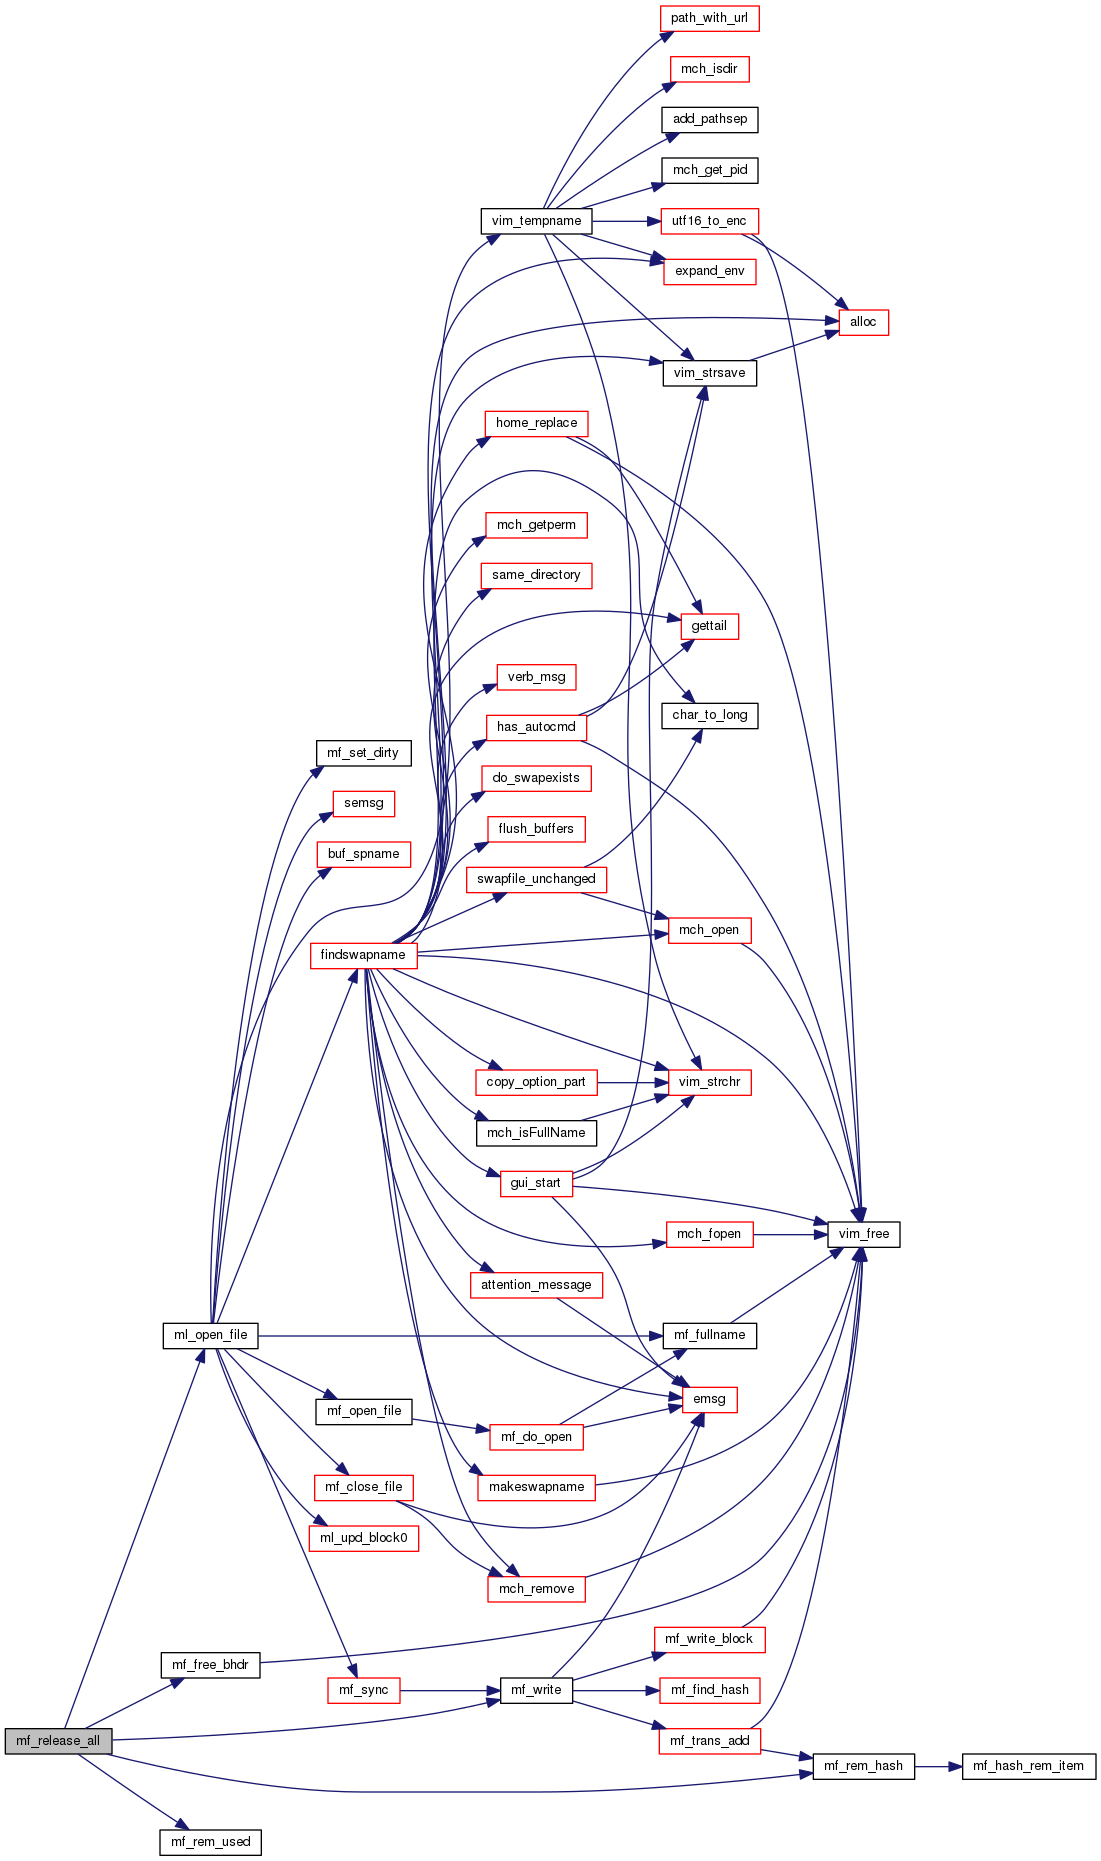 path_with_url
mch_isdir
add_pathsep
mch_get_pid
vim_tempname
utf16_to_enc
expand_env
alloc
vim_strsave
home_replace
mch_getperm
same_directory
gettail
verb_msg
char_to_long
has_autocmd
mf_set_dirty
do_swapexists
semsg
flush_buffers
buf_spname
swapfile_unchanged
mch_open
findswapname
copy_option_part
vim_strchr
mch_isFullName
gui_start
mch_fopen
vim_free
attention_message
ml_open_file
mf_fullname
emsg
mf_open_file
mf_do_open
mf_close_file
makeswapname
ml_upd_block0
mch_remove
mf_write_block
mf_free_bhdr
mf_sync
mf_write
mf_find_hash
mf_release_all
mf_trans_add
mf_rem_hash
mf_hash_rem_item
mf_rem_used